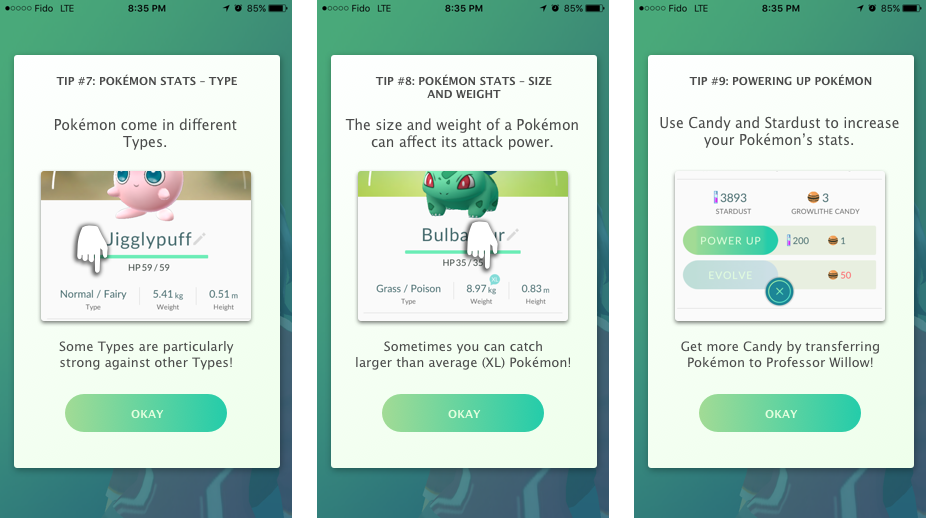 ●○○○○ Fido LTE 8:35 PM 85%
TIP #7: POKÉMON STATS – TYPE
Pokémon come in different
Types.
Jigglypuff
HP 59 / 59
Normal / Fairy 5.41 kg 0.51 m
Type Weight Height
Some Types are particularly
strong against other Types!
OKAY
●○○○○ Fido LTE 8:35 PM 85%
TIP #8: POKÉMON STATS – SIZE
AND WEIGHT
The size and weight of a Pokémon
can affect its attack power.
HP 35 / 35
XL
Grass / Poison 8.97 kg 0.83 m
Type Weight Height
Sometimes you can catch
larger than average (XL) Pokémon!
OKAY
●○○○○ Fido LTE 8:35 PM 85%
TIP #9: POWERING UP POKÉMON
Use Candy and Stardust to increase
your Pokémon's stats.
3893 3
STARDUST GROWLITHE CANDY
POWER UP 200 1
EVOLVE 50
Get more Candy by transferring
Pokémon to Professor Willow!
OKAY